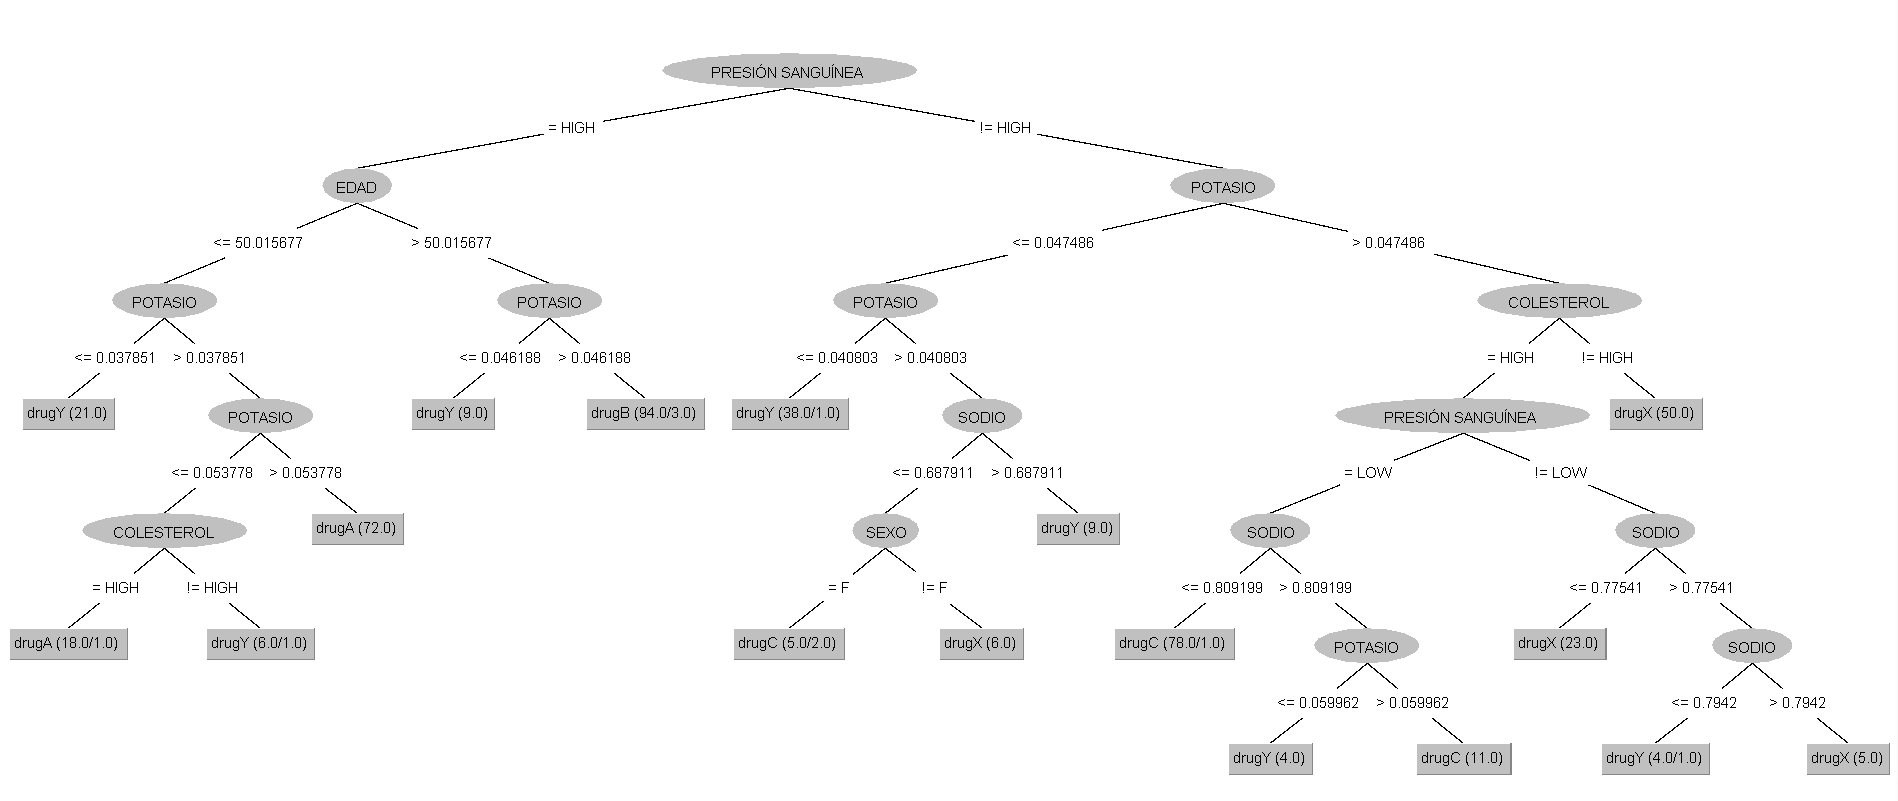 PRESIÓN SANGUÍNEA
= HIGH
!= HIGH
EDAD
POTASIO
<= 50.015677
> 50.015677
<= 0.047486
> 0.047486
POTASIO
POTASIO
POTASIO
COLESTEROL
<= 0.037851
> 0.037851
<= 0.046188
> 0.046188
<= 0.040803
> 0.040803
= HIGH
!= HIGH
drugY (21.0)
POTASIO
drugY (9.0)
drugB (94.0/3.0)
drugY (38.0/1.0)
SODIO
PRESIÓN SANGUÍNEA
drugX (50.0)
<= 0.053778
> 0.053778
<= 0.687911
> 0.687911
= LOW
!= LOW
COLESTEROL
drugA (72.0)
SEXO
drugY (9.0)
SODIO
SODIO
= HIGH
!= HIGH
= F
!= F
<= 0.809199
> 0.809199
<= 0.77541
> 0.77541
drugA (18.0/1.0)
drugY (6.0/1.0)
drugC (5.0/2.0)
drugX (6.0)
drugC (78.0/1.0)
POTASIO
drugX (23.0)
SODIO
<= 0.059962
> 0.059962
<= 0.7942
> 0.7942
drugY (4.0)
drugC (11.0)
drugY (4.0/1.0)
drugX (5.0)